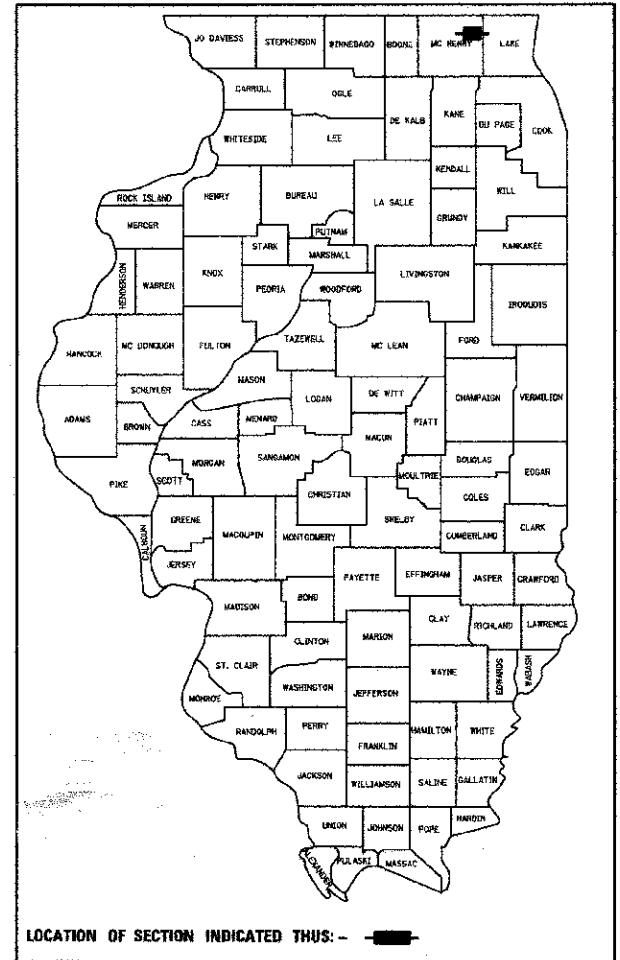 JO DAVIESS STEPHENSON WINNEBAGO BOONE MC HENRY LAKE
CARROLL OGLE DE KALB KANE DU PAGE COOK
WHITESIDE LEE KENDALL WILL
ROCK ISLAND HENRY BUREAU LA SALLE GRUNDY
MERCER PUTNAM KANKAKEE
STARK MARSHALL LIVINGSTON
HENDERSON WARREN KNOX PEORIA WOODFORD IROQUOIS
HANCOCK MC DONOUGH FULTON TAZEWELL MC LEAN FORD
SCHUYLER MASON LOGAN DE WITT CHAMPAIGN VERMILION
ADAMS BROWN CASS MENARD MACON PIATT
PIKE SCOTT MORGAN SANGAMON MOULTRIE DOUGLAS EDGAR
CHRISTIAN COLES
CALHOUN GREENE MACOUPIN MONTGOMERY SHELBY CUMBERLAND CLARK
JERSEY FAYETTE EFFINGHAM JASPER CRAWFORD
MADISON BOND CLAY RICHLAND LAWRENCE
CLINTON MARION
ST. CLAIR WAYNE EDWARDS WABASH
MONROE WASHINGTON JEFFERSON
RANDOLPH PERRY HAMILTON WHITE
FRANKLIN
JACKSON WILLIAMSON SALINE GALLATIN
UNION JOHNSON POPE HARDIN
ALEXANDER PULASKI MASSAC
LOCATION OF SECTION INDICATED THUS: -